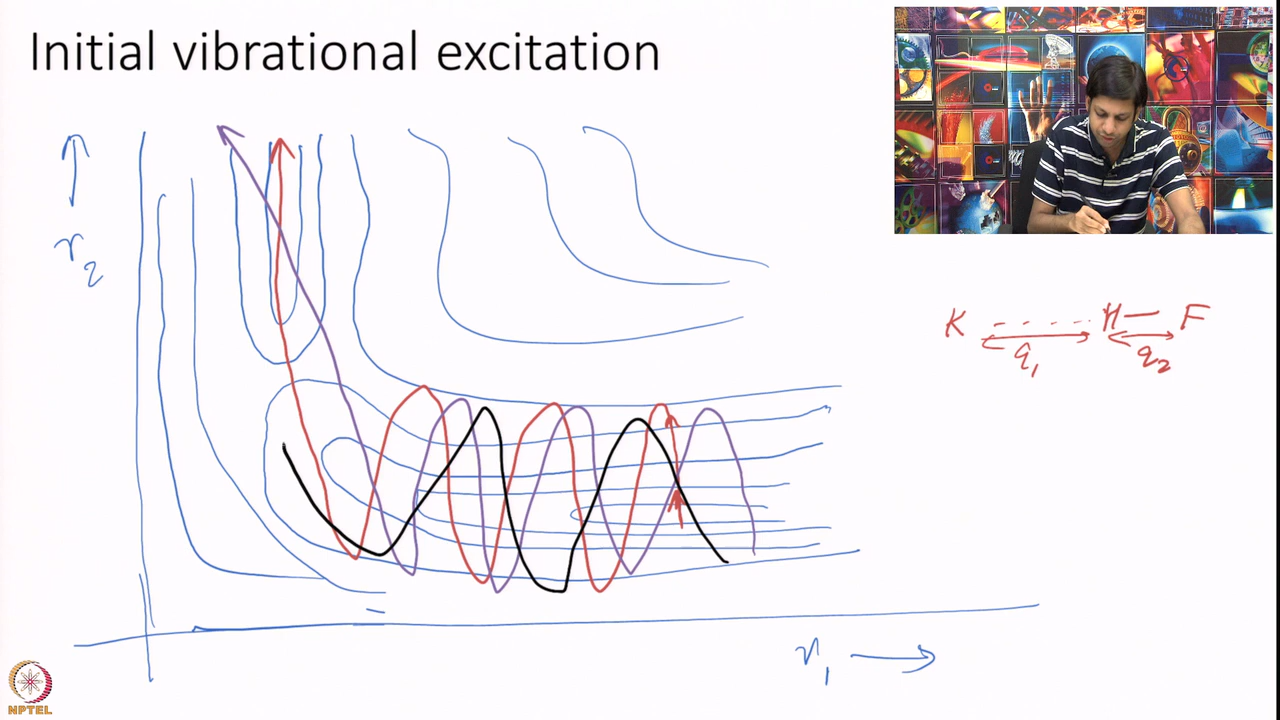 Initial vibrational excitation
r₂
K - - - - H — F
q₁ q₂
r₁
NPTEL